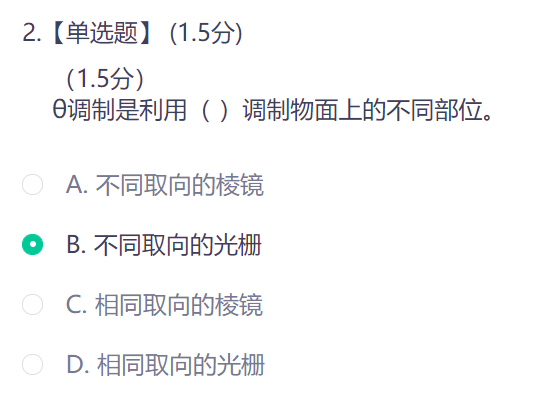 2.【单选题】 (1.5分)
（1.5分）
θ调制是利用（ ）调制物面上的不同部位。
A. 不同取向的棱镜
B. 不同取向的光栅
C. 相同取向的棱镜
D. 相同取向的光栅